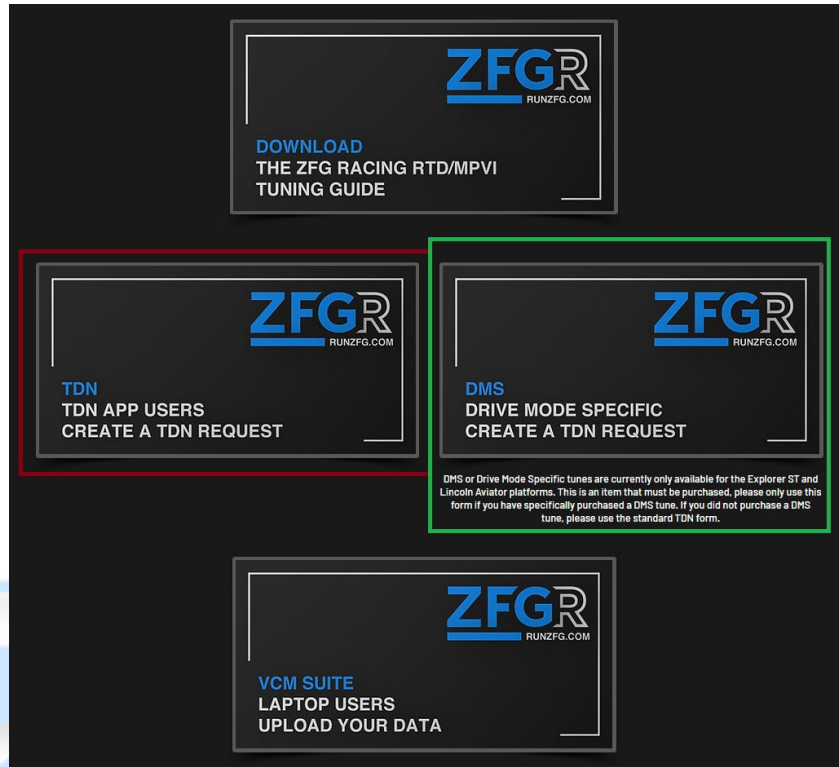 ZFGR
RUNZFG.COM
DOWNLOAD
THE ZFG RACING RTD/MPVI
TUNING GUIDE
ZFGR
RUNZFG.COM
TDN
TDN APP USERS
CREATE A TDN REQUEST
ZFGR
RUNZFG.COM
DMS
DRIVE MODE SPECIFIC
CREATE A TDN REQUEST
DMS or Drive Mode Specific tunes are currently only available for the Explorer ST and
Lincoln Aviator platforms. This is an item that must be purchased, please only use this
form if you have specifically purchased a DMS tune. If you did not purchase a DMS
tune, please use the standard TDN form.
ZFGR
RUNZFG.COM
VCM SUITE
LAPTOP USERS
UPLOAD YOUR DATA